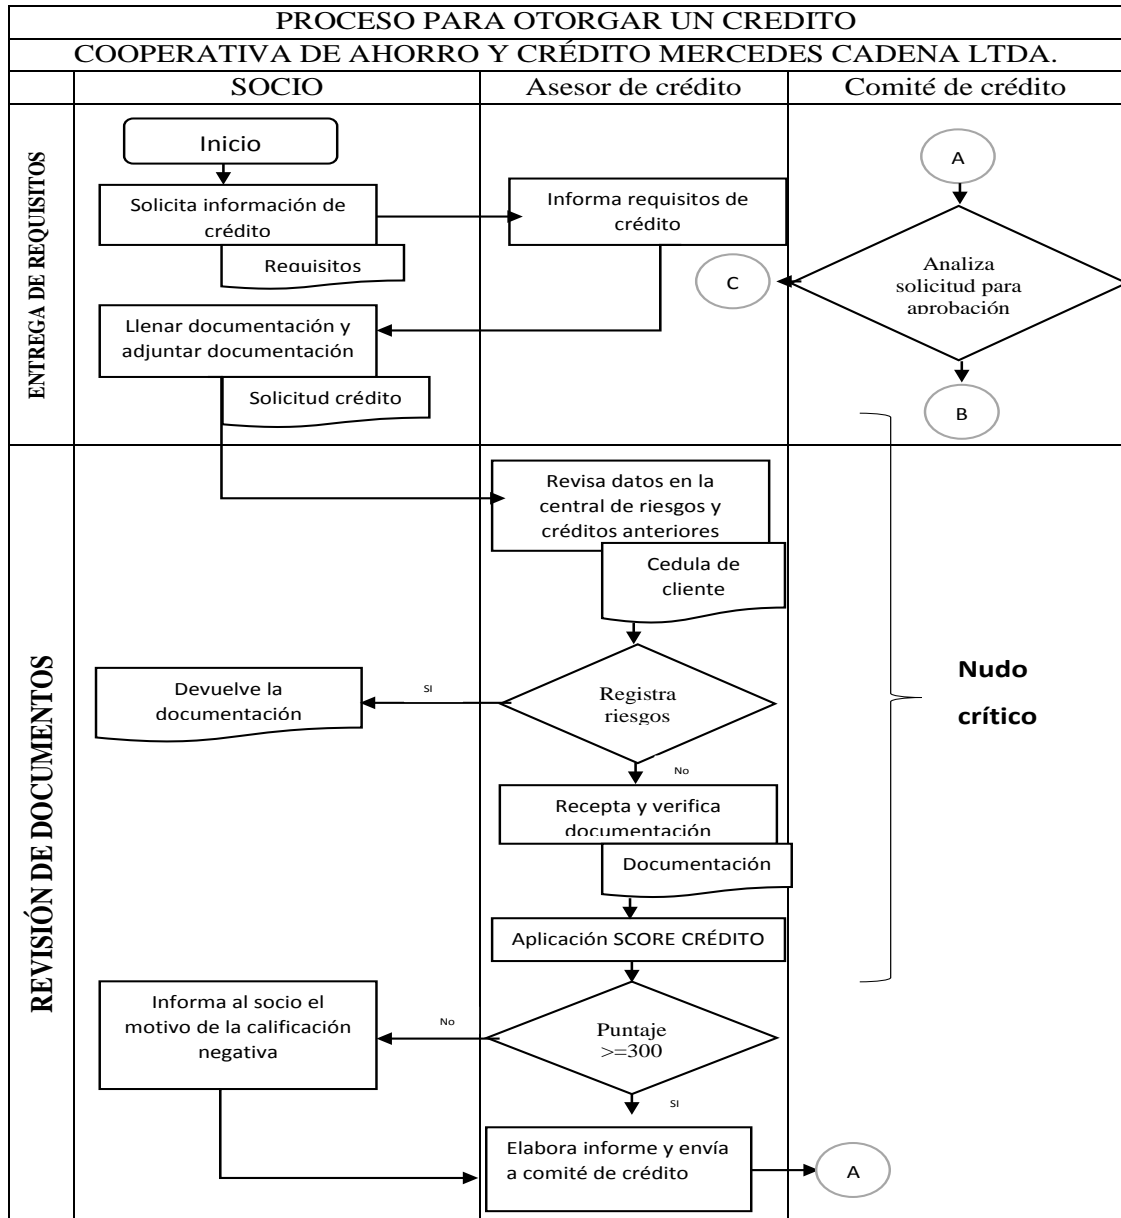 PROCESO PARA OTORGAR UN CREDITO
COOPERATIVA DE AHORRO Y CRÉDITO MERCEDES CADENA LTDA.
SOCIO
Asesor de crédito
Comité de crédito
ENTREGA DE REQUISITOS
Inicio
Solicita información de
crédito
Requisitos
Llenar documentación y
adjuntar documentación
Solicitud crédito
Informa requisitos de
crédito
C
A
Analiza
solicitud para
aprobación
B
REVISIÓN DE DOCUMENTOS
Revisa datos en la
central de riesgos y
créditos anteriores
Cedula de
cliente
Registra
riesgos
SI
Devuelve la
documentación
No
Recepta y verifica
documentación
Documentación
Aplicación SCORE CRÉDITO
Puntaje
>=300
No
Informa al socio el
motivo de la calificación
negativa
SI
Elabora informe y envía
a comité de crédito
A
Nudo
crítico